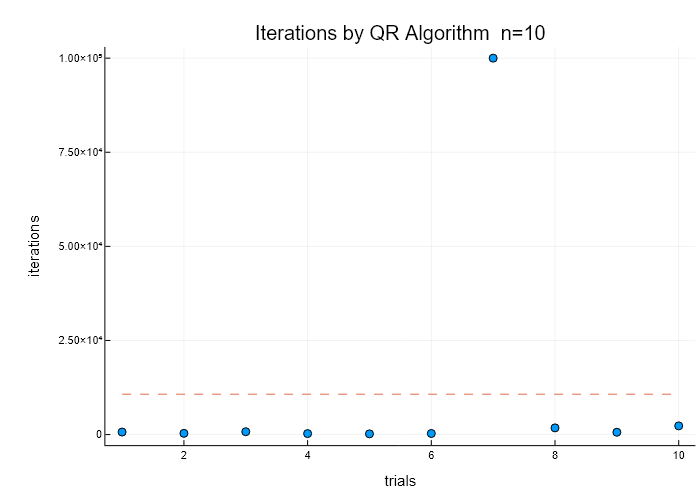 Iterations by QR Algorithm n=10
1.00×10⁵
7.50×10⁴
5.00×10⁴
2.50×10⁴
0
iterations
2 4 6 8 10
trials